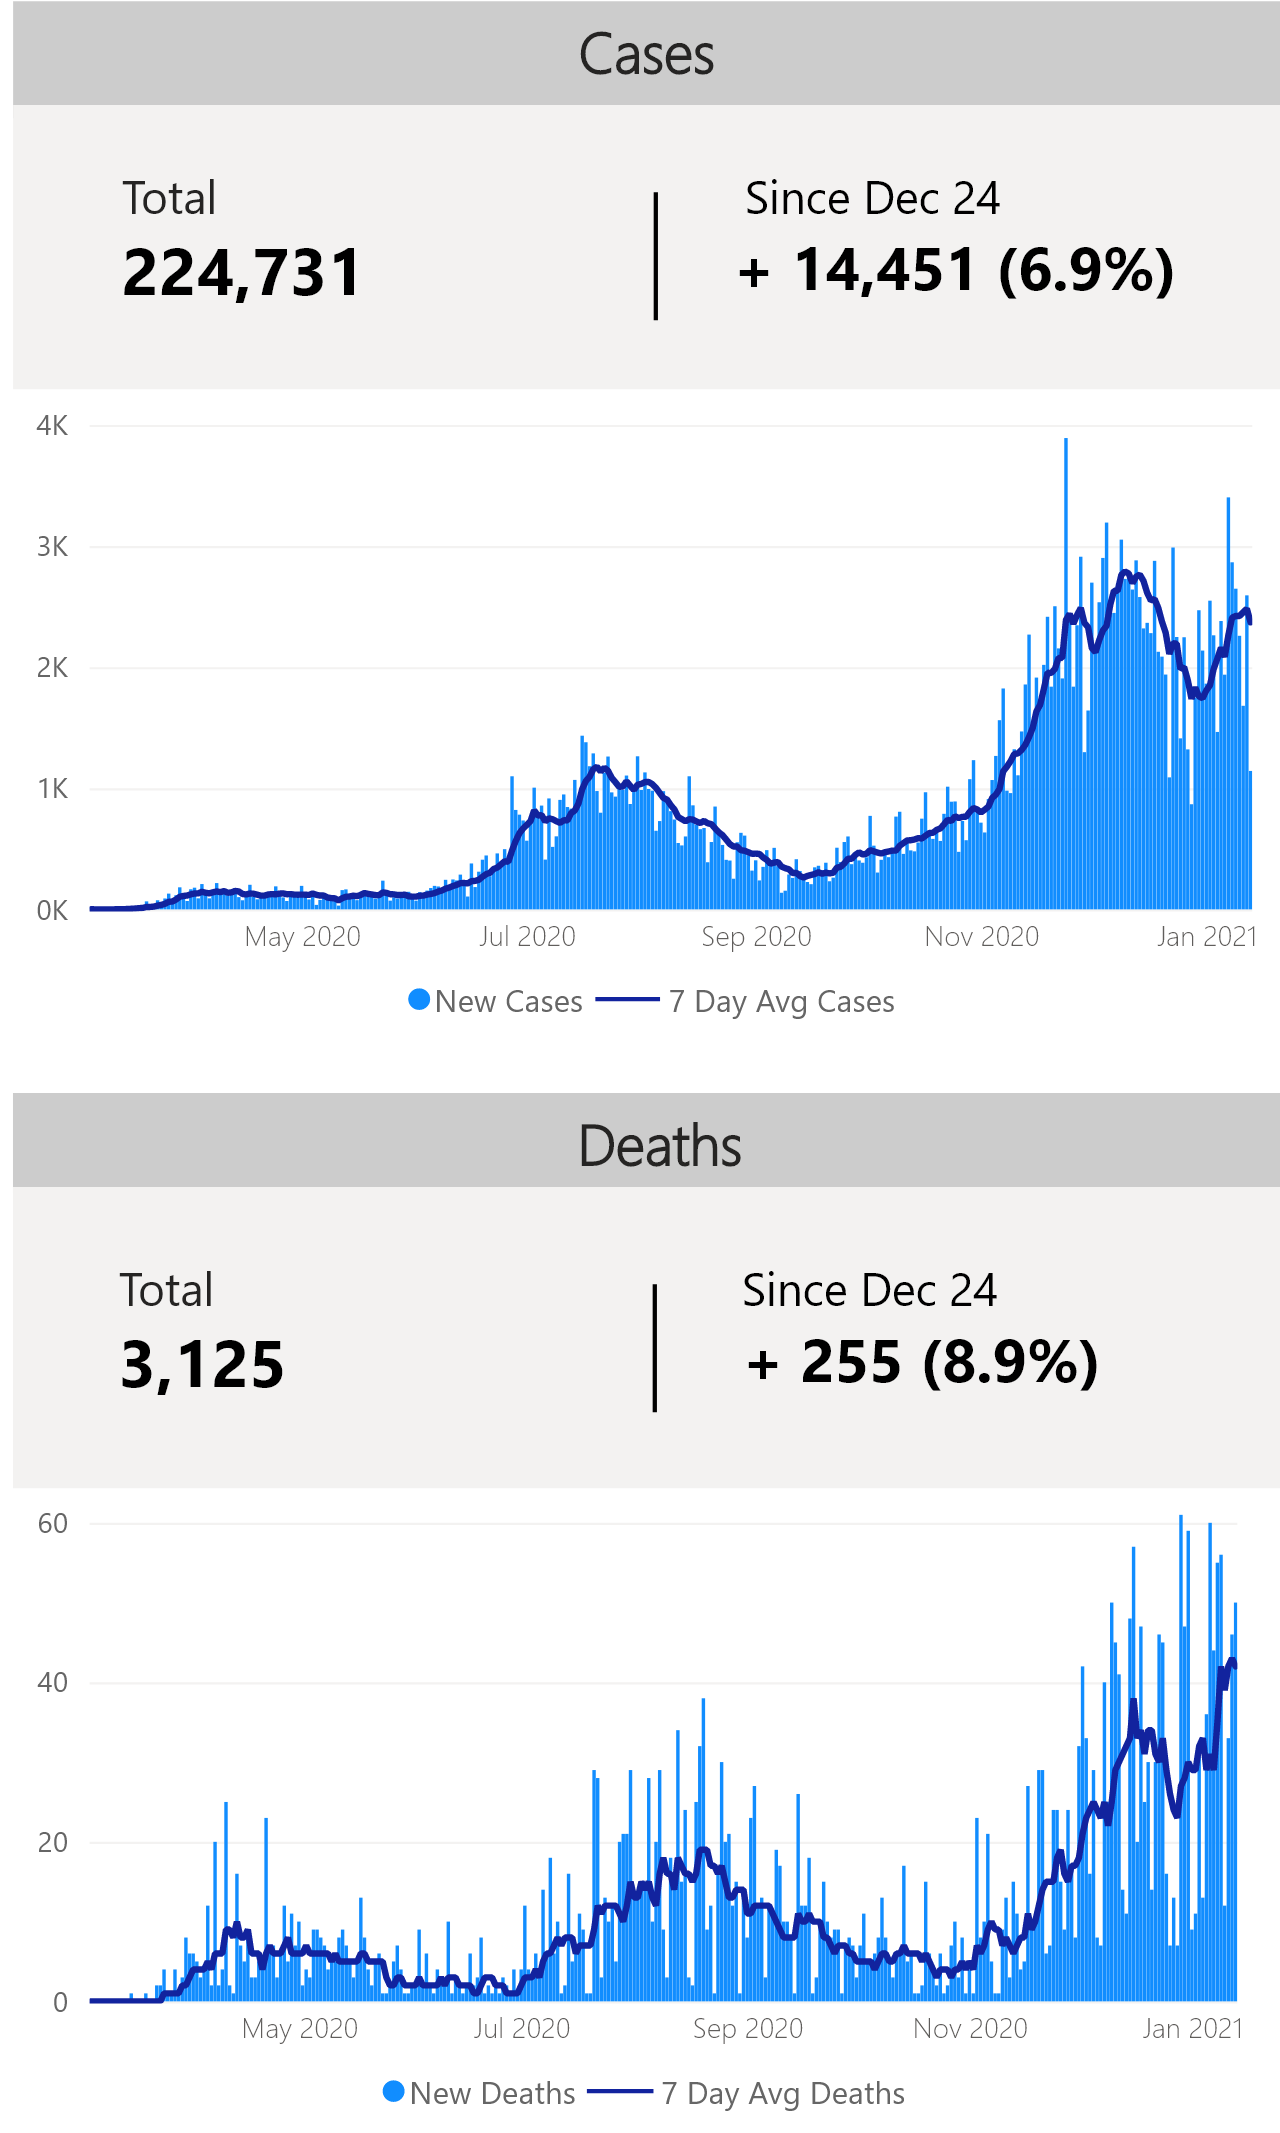 Cases
Total
Since Dec 24
224,731
+ 14,451 (6.9%)
4K
3K
2K
1K
0K
May 2020
Jul 2020
Sep 2020
Nov 2020
Jan 2021
New Cases
7 Day Avg Cases
Deaths
Total
Since Dec 24
3,125
+ 255 (8.9%)
60
40
20
0
May 2020
Jul 2020
Sep 2020
Nov 2020
Jan 2021
New Deaths
7 Day Avg Deaths